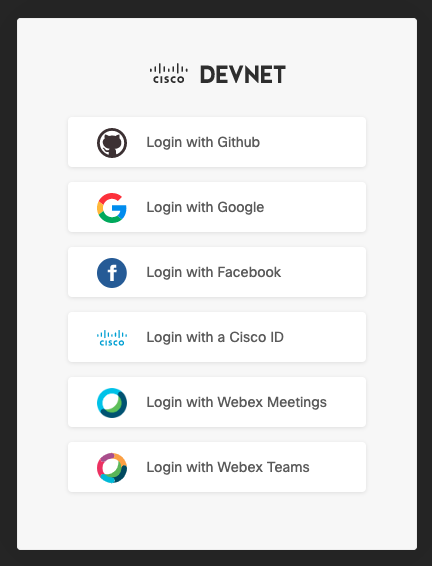 CISCO DEVNET
Login with Github
Login with Google
f Login with Facebook
CISCO Login with a Cisco ID
Login with Webex Meetings
Login with Webex Teams